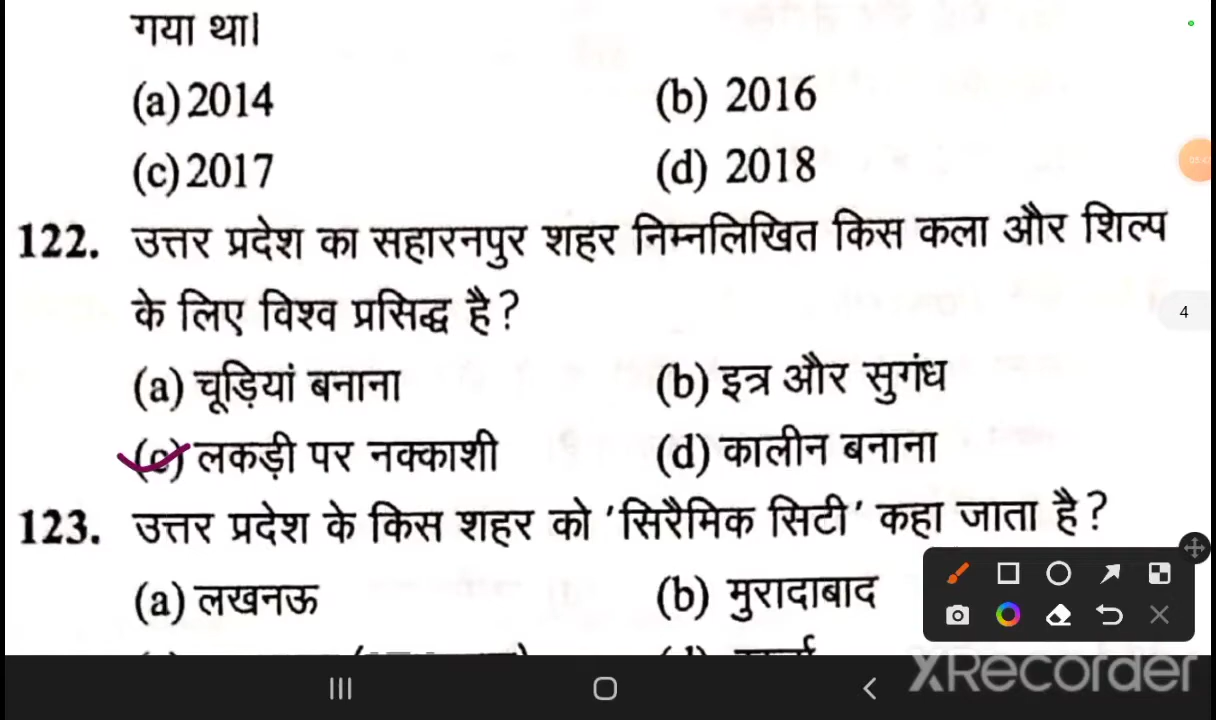 गया था।
(a) 2014 (b) 2016
(c) 2017 (d) 2018
122. उत्तर प्रदेश का सहारनपुर शहर निम्नलिखित किस कला और शिल्प
के लिए विश्व प्रसिद्ध है?
(a) चूड़ियां बनाना (b) इत्र और सुगंध
(c) लकड़ी पर नक्काशी (d) कालीन बनाना
4
123. उत्तर प्रदेश के किस शहर को 'सिरैमिक सिटी' कहा जाता है?
(a) लखनऊ (b) मुरादाबाद
XRecorder